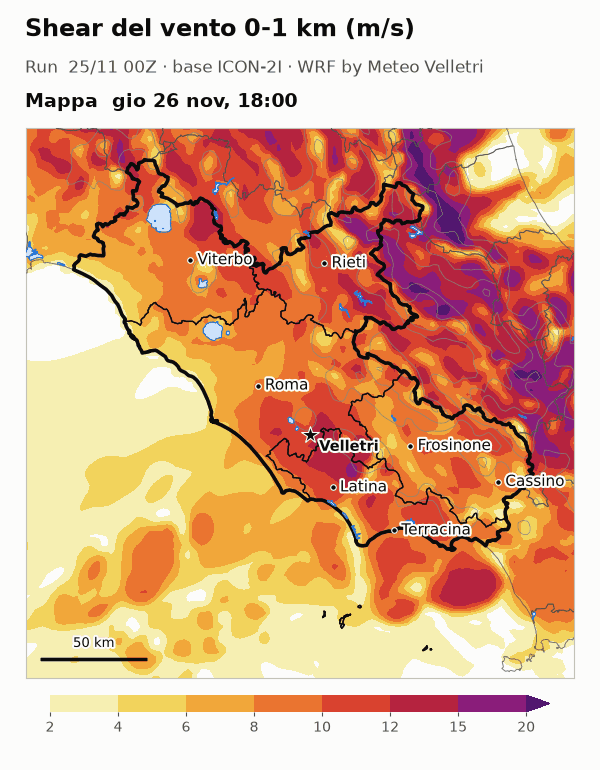 Shear del vento 0-1 km (m/s)
Run  25/11 00Z · base ICON-2I · WRF by Meteo Velletri
Mappa  gio 26 nov, 18:00
Viterbo
Rieti
Roma
Velletri
Frosinone
Cassino
Latina
Terracina
50 km
2 4 6 8 10 12 15 20